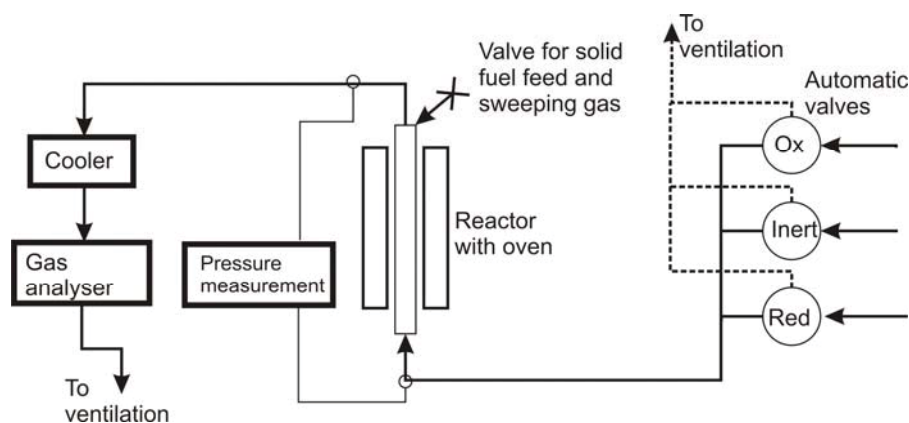 To
ventilation
Valve for solid
fuel feed and
sweeping gas
Automatic
valves
Cooler
Ox
Reactor
with oven
Inert
Gas
analyser
Pressure
measurement
Red
To
ventilation